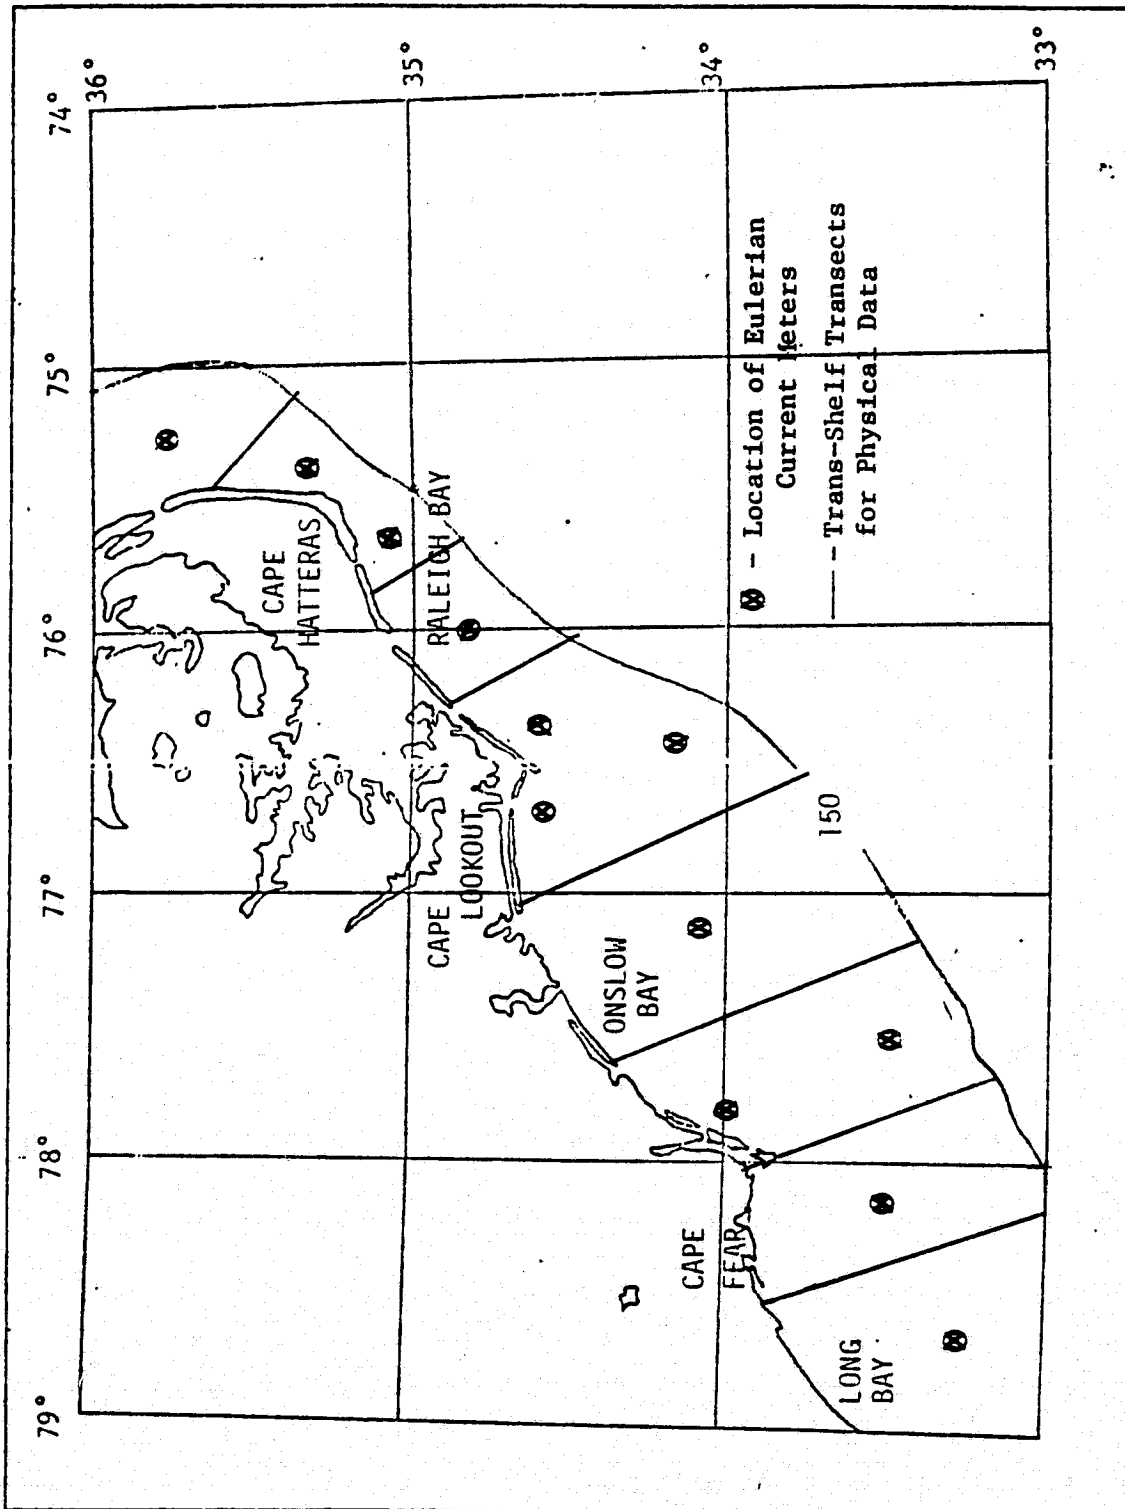 79°
78°
77°
76°
75°
74°
36°
35°
34°
33°
CAPE
HATTERAS
RALEIGH BAY
CAPE
LOOKOUT
ONSLOW
BAY
CAPE
FEAR
LONG
BAY
150
- Location of Eulerian
Current Meters
- Trans-Shelf Transects
for Physical Data